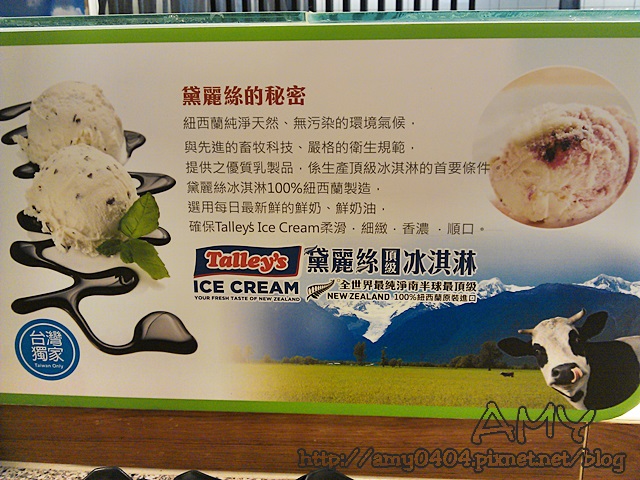 黛麗絲的秘密
紐西蘭純淨天然、無污染的環境氣候，
與先進的畜牧科技、嚴格的衛生規範，
提供之優質乳製品，係生產頂級冰淇淋的首要條件
黛麗絲冰淇淋100%紐西蘭製造，
選用每日最新鮮的鮮奶、鮮奶油，
確保Talley's Ice Cream柔滑，細緻，香濃，順口。
Talley's
ICE CREAM
YOUR FRESH TASTE OF NEW ZEALAND
黛麗絲頂級冰淇淋
全世界最純淨南半球最頂級
NEW ZEALAND 100%紐西蘭原裝進口
台灣
獨家
Taiwan Only
AMY
http://amy0404.pixnet.net/blog